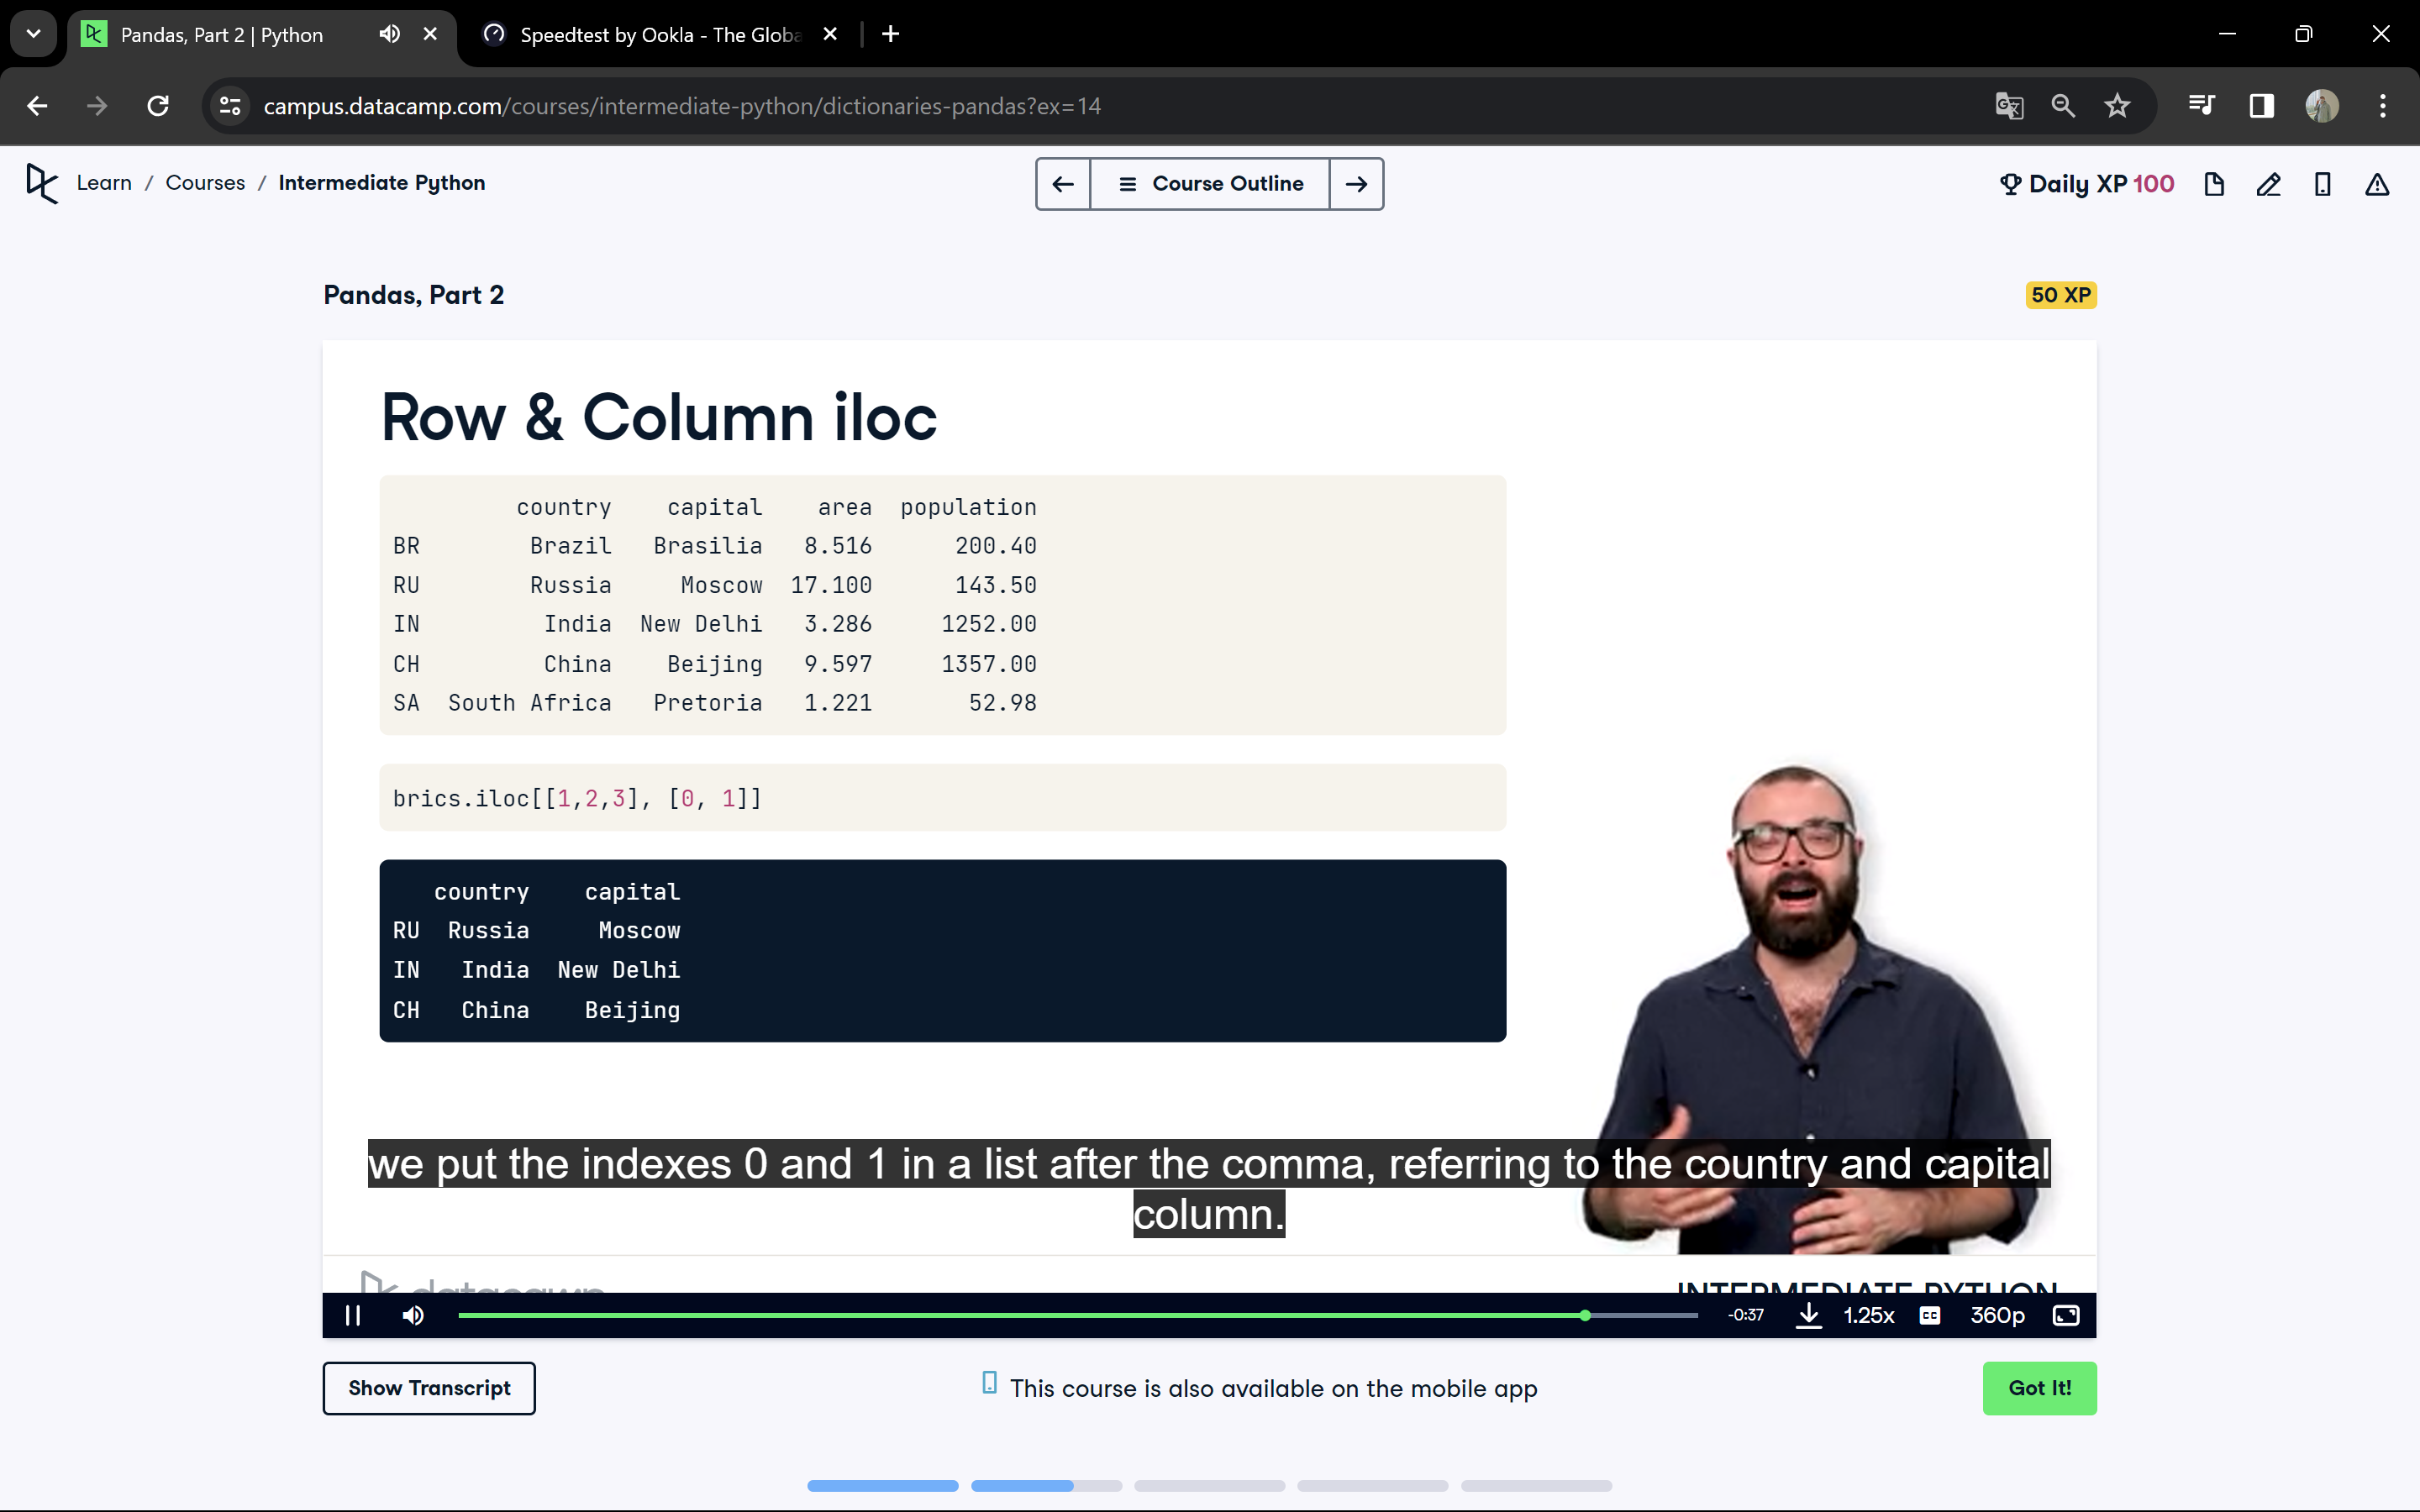 Pandas, Part 2 | Python
Speedtest by Ookla - The Globa
campus.datacamp.com/courses/intermediate-python/dictionaries-pandas?ex=14
Learn / Courses / Intermediate Python
Course Outline
Daily XP 100
Pandas, Part 2
50 XP
Row & Column iloc
country capital area population
BR Brazil Brasilia 8.516 200.40
RU Russia Moscow 17.100 143.50
IN India New Delhi 3.286 1252.00
CH China Beijing 9.597 1357.00
SA South Africa Pretoria 1.221 52.98
brics.iloc[[1,2,3], [0, 1]]
country capital
RU Russia Moscow
IN India New Delhi
CH China Beijing
we put the indexes 0 and 1 in a list after the comma, referring to the country and capital
column.
datacamp
INTERMEDIATE PYTHON
-0:37
1.25x
CC
360p
Show Transcript
This course is also available on the mobile app
Got It!